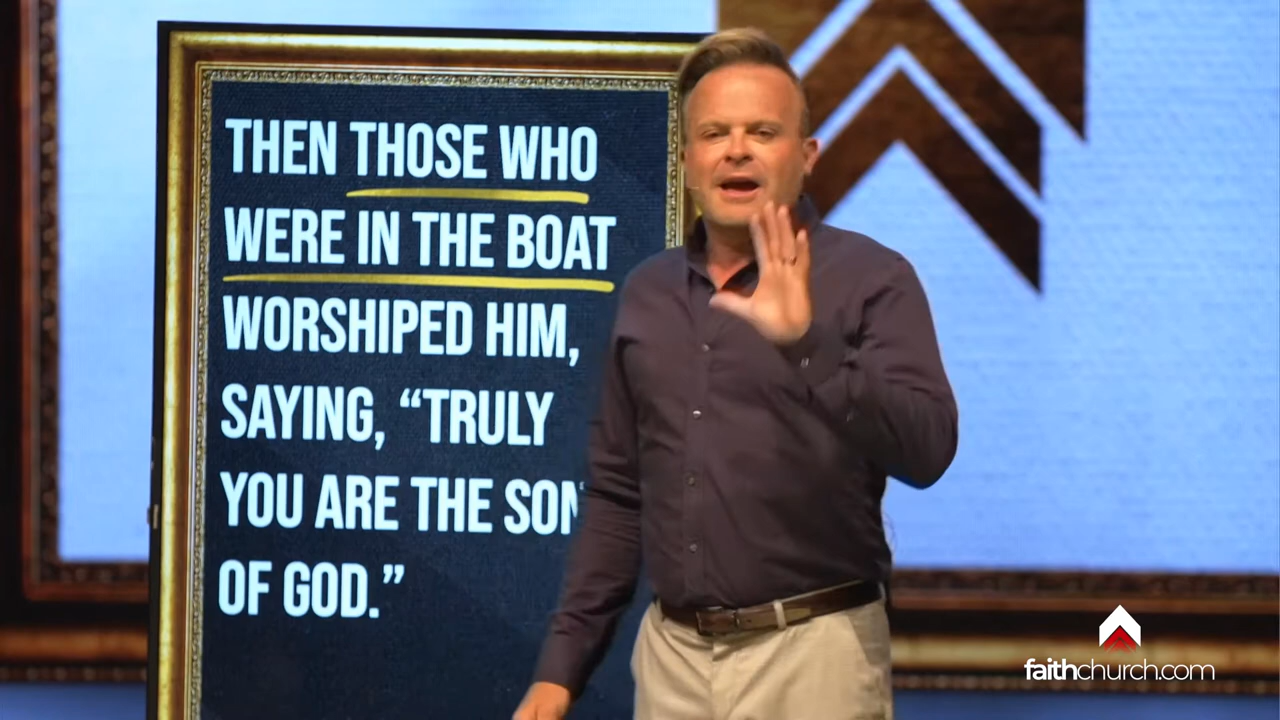 THEN THOSE WHO
WERE IN THE BOAT
WORSHIPED HIM,
SAYING, “TRULY
YOU ARE THE SON
OF GOD.”
faithchurch.com